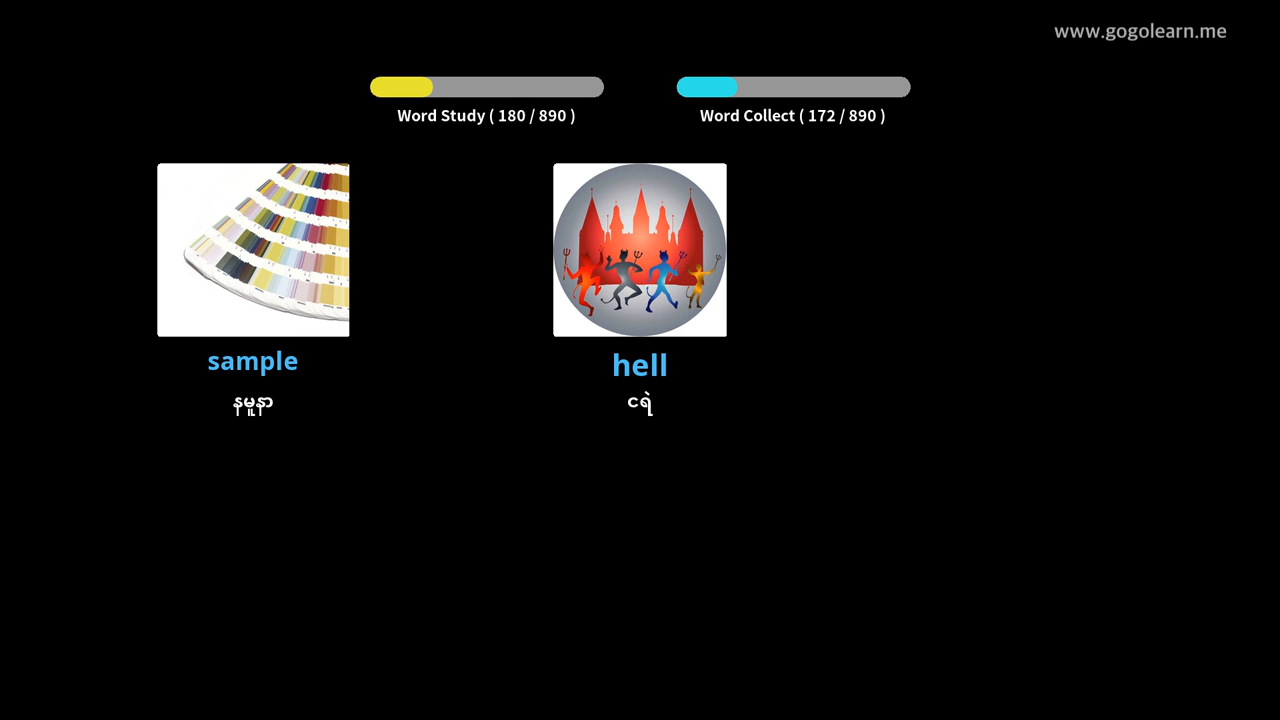 www.gogolearn.me
Word Study ( 180 / 890 )
Word Collect ( 172 / 890 )
sample
နမူနာ
hell
ငရဲ